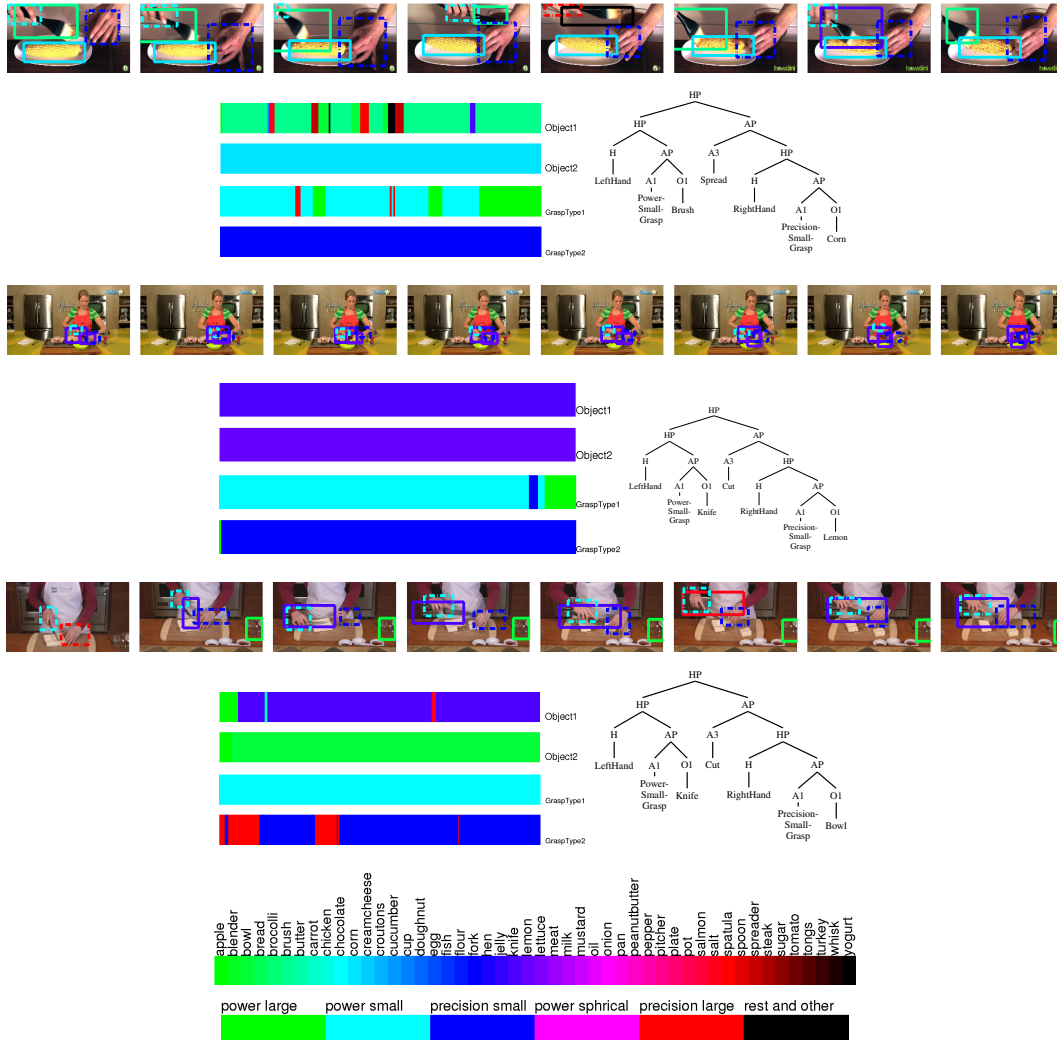 howdini
howdini
HP
Object1
HP
AP
H
AP
A3
HP
Object2
LeftHand
A1
O1
Spread
H
AP
Power-
Small-
Grasp
Brush
RightHand
A1
O1
GraspType1
Precision-
Small-
Grasp
Corn
GraspType2
Object1
HP
HP
AP
Object2
H
AP
A3
HP
LeftHand
A1
O1
Cut
H
AP
Power-
Small-
Grasp
Knife
RightHand
A1
O1
GraspType1
Precision-
Small-
Grasp
Lemon
GraspType2
HP
Object1
HP
AP
H
AP
A3
HP
Object2
LeftHand
A1
O1
Cut
H
AP
Power-
Small-
Grasp
Knife
RightHand
A1
O1
GraspType1
Precision-
Small-
Grasp
Bowl
GraspType2
apple
blender
bowl
bread
brocolli
brush
butter
carrot
chicken
chocolate
corn
creamcheese
croutons
cucumber
cup
doughnut
egg
fish
flour
fork
hen
jelly
knife
lemon
lettuce
meat
milk
mustard
oil
onion
pan
peanutbutter
pepper
pitcher
plate
pot
salmon
salt
spatula
spoon
spreader
steak
sugar
tomato
tongs
turkey
whisk
yogurt
power large
power small
precision small
power sphrical
precision large
rest and other